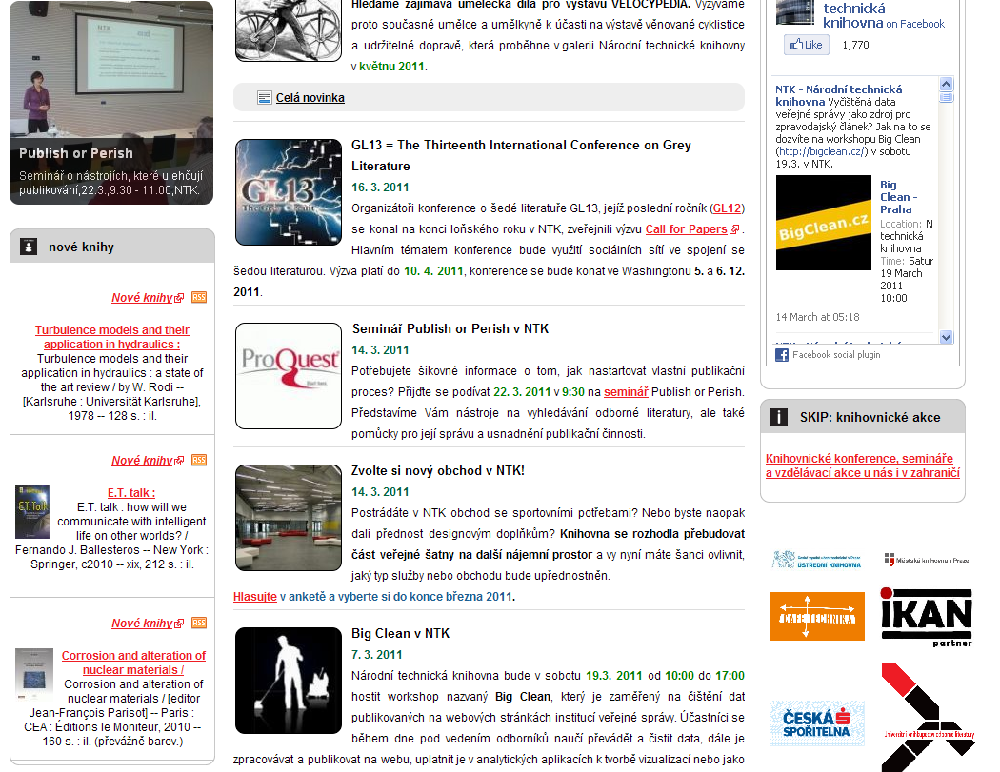 Publish or Perish
Seminář o nástrojích, které ulehčují
publikování,22.3.,9.30 - 11.00,NTK.
nové knihy
Nové knihy RSS
Turbulence models and their
application in hydraulics :
Turbulence models and their
application in hydraulics : a state of
the art review / by W. Rodi --
[Karlsruhe : Universität Karlsruhe],
1978 -- 128 s. : il.
Nové knihy RSS
E.T. talk :
E.T. talk : how will we
communicate with intelligent
life on other worlds? /
Fernando J. Ballesteros -- New York :
Springer, c2010 -- xix, 212 s. : il.
Nové knihy RSS
Corrosion and alteration of
nuclear materials /
Corrosion and alteration of
nuclear materials / [editor
Jean-François Parisot] -- Paris :
CEA : Éditions le Moniteur, 2010 --
160 s. : il. (převážně barev.)
Hledáme zajímavá umělecká díla pro výstavu VELOCYPEDIA. Vyzýváme
proto současné umělce a umělkyně k účasti na výstavě věnované cyklistice
a udržitelné dopravě, která proběhne v galerii Národní technické knihovny
v květnu 2011.
Celá novinka
GL13
The Grey Circuit
GL13 = The Thirteenth International Conference on Grey
Literature
16. 3. 2011
Organizátoři konference o šedé literatuře GL13, jejíž poslední ročník (GL12)
se konal na konci loňského roku v NTK, zveřejnili výzvu Call for Papers .
Hlavním tématem konference bude využití sociálních sítí ve spojení se
šedou literaturou. Výzva platí do 10. 4. 2011, konference se bude konat ve Washingtonu 5. a 6. 12.
2011.
ProQuest
Start here.
Seminář Publish or Perish v NTK
14. 3. 2011
Potřebujete šikovné informace o tom, jak nastartovat vlastní publikační
proces? Přijďte se podívat 22. 3. 2011 v 9:30 na seminář Publish or Perish.
Představíme Vám nástroje na vyhledávání odborné literatury, ale také
pomůcky pro její správu a usnadnění publikační činnosti.
Zvolte si nový obchod v NTK!
14. 3. 2011
Postrádáte v NTK obchod se sportovními potřebami? Nebo byste naopak
dali přednost designovým doplňkům? Knihovna se rozhodla přebudovat
část veřejné šatny na další nájemní prostor a vy nyní máte šanci ovlivnit,
jaký typ služby nebo obchodu bude upřednostněn.
Hlasujte v anketě a vyberte si do konce března 2011.
Big Clean v NTK
7. 3. 2011
Národní technická knihovna bude v sobotu 19.3. 2011 od 10:00 do 17:00
hostit workshop nazvaný Big Clean, který je zaměřený na čištění dat
publikovaných na webových stránkách institucí veřejné správy. Účastníci se
během dne pod vedením odborníků naučí převádět a čistit data, dále je
zpracovávat a publikovat na webu, uplatnit je v analytických aplikacích k tvorbě vizualizací nebo jako
technická
knihovna on Facebook
Like 1,770
NTK - Národní technická
knihovna Vyčištěná data
veřejné správy jako zdroj pro
zpravodajský článek? Jak na to se
dozvíte na workshopu Big Clean
(http://bigclean.cz/) v sobotu
19.3. v NTK.
BigClean.cz
Big
Clean -
Praha
Location: N
technická
knihovna
Time: Satur
19 March
2011
10:00
14 March at 05:18
Facebook social plugin
SKIP: knihovnické akce
Knihovnické konference, semináře
a vzdělávací akce u nás i v zahraničí
ÚSTŘEDNÍ KNIHOVNA
Městská knihovna v Praze
CAFETECHNIKA
IKAN
partner
ČESKÁ
SPOŘITELNA
Univerzitní knihkupectví odborné literatury